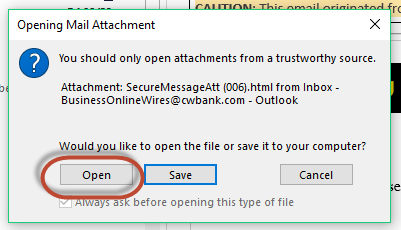 CAUTION: This email originated fro
Opening Mail Attachment
You should only open attachments from a trustworthy source.
Attachment: SecureMessageAtt (006).html from Inbox -
BusinessOnlineWires@cwbank.com - Outlook
Would you like to open the file or save it to your computer?
Open Save Cancel
Always ask before opening this type of file